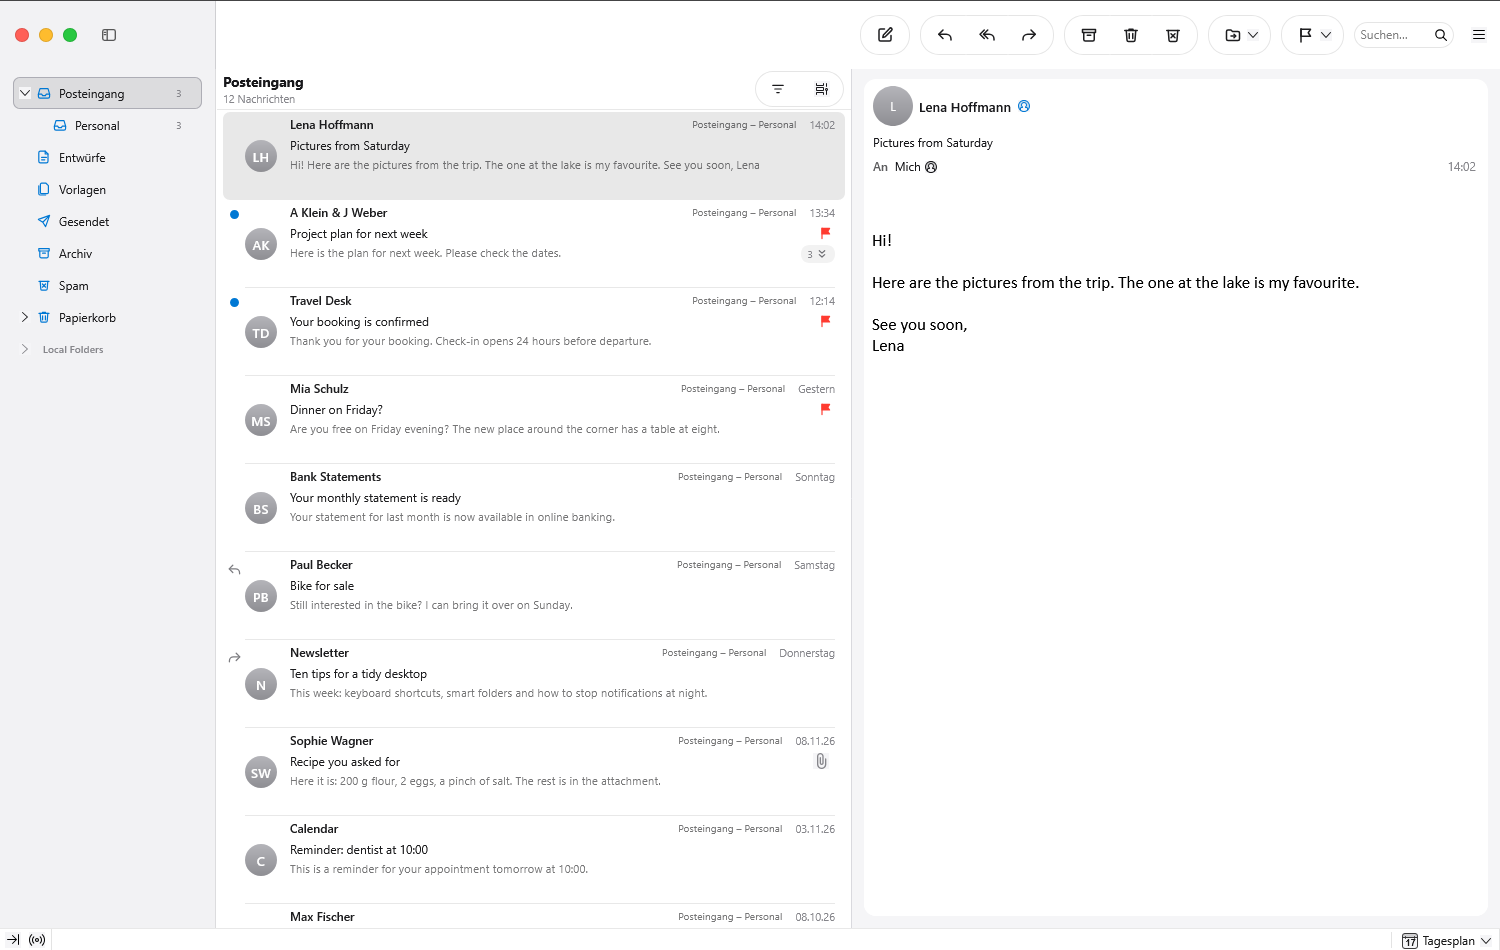 Suchen...
Posteingang 3
Personal 3
Entwürfe
Vorlagen
Gesendet
Archiv
Spam
Papierkorb
Local Folders
Posteingang
12 Nachrichten
Lena Hoffmann Posteingang – Personal 14:02
LH
Pictures from Saturday
Hi! Here are the pictures from the trip. The one at the lake is my favourite. See you soon, Lena
A Klein & J Weber Posteingang – Personal 13:34
AK
Project plan for next week
Here is the plan for next week. Please check the dates. 3
Travel Desk Posteingang – Personal 12:14
TD
Your booking is confirmed
Thank you for your booking. Check-in opens 24 hours before departure.
Mia Schulz Posteingang – Personal Gestern
MS
Dinner on Friday?
Are you free on Friday evening? The new place around the corner has a table at eight.
Bank Statements Posteingang – Personal Sonntag
BS
Your monthly statement is ready
Your statement for last month is now available in online banking.
Paul Becker Posteingang – Personal Samstag
PB
Bike for sale
Still interested in the bike? I can bring it over on Sunday.
Newsletter Posteingang – Personal Donnerstag
N
Ten tips for a tidy desktop
This week: keyboard shortcuts, smart folders and how to stop notifications at night.
Sophie Wagner Posteingang – Personal 08.11.26
SW
Recipe you asked for
Here it is: 200 g flour, 2 eggs, a pinch of salt. The rest is in the attachment.
Calendar Posteingang – Personal 03.11.26
C
Reminder: dentist at 10:00
This is a reminder for your appointment tomorrow at 10:00.
Max Fischer Posteingang – Personal 08.10.26
L
Lena Hoffmann
Pictures from Saturday
An Mich 14:02
Hi!
Here are the pictures from the trip. The one at the lake is my favourite.
See you soon,
Lena
17 Tagesplan